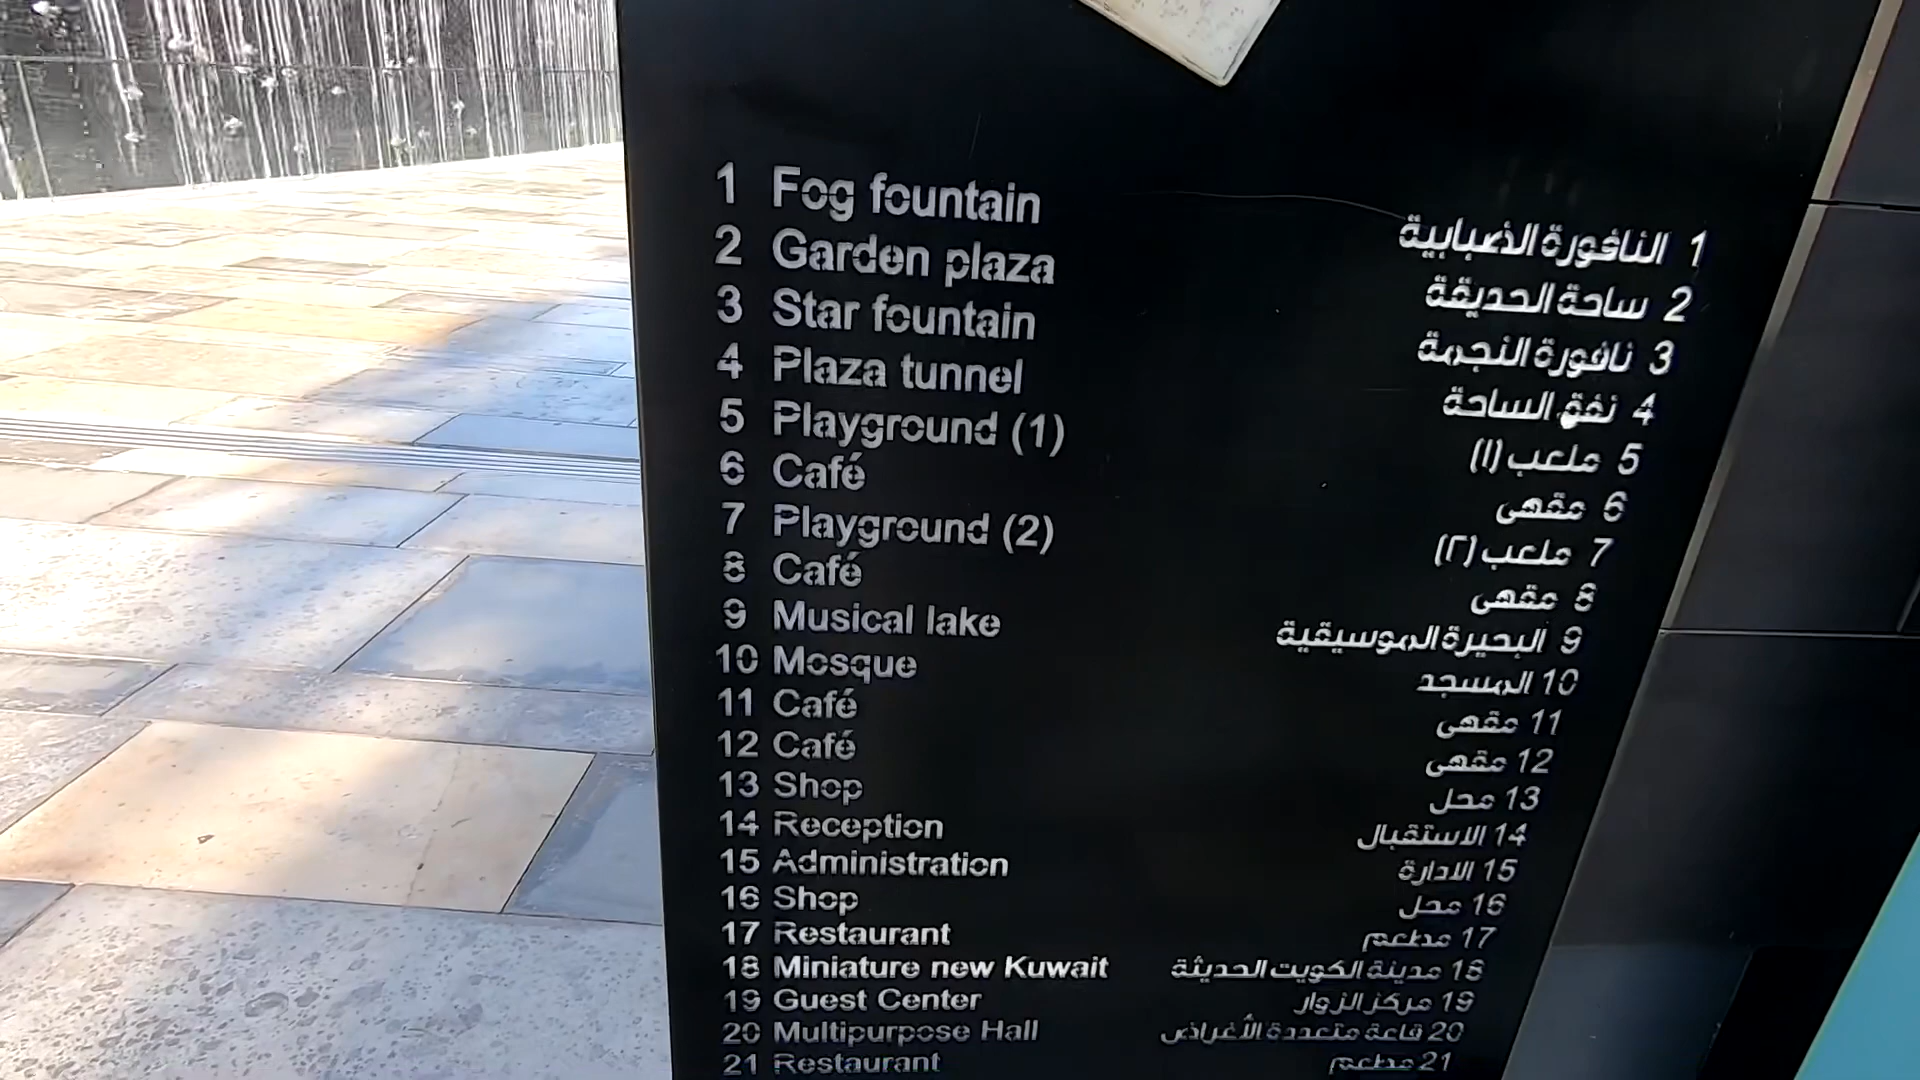 1 Fog fountain
1 النافورة الضبابية
2 Garden plaza
2 ساحة الحديقة
3 Star fountain
3 نافورة النجمة
4 Plaza tunnel
4 نفق الساحة
5 Playground (1)
5 ملعب (١)
6 Café
6 مقهى
7 Playground (2)
7 ملعب (٢)
8 Café
8 مقهى
9 Musical lake
9 البحيرة الموسيقية
10 Mosque
10 المسجد
11 Café
11 مقهى
12 Café
12 مقهى
13 Shop
13 محل
14 Reception
14 الاستقبال
15 Administration
15 الادارة
16 Shop
16 محل
17 Restaurant
17 مطعم
18 Miniature new Kuwait
18 مدينة الكويت الحديثة
19 Guest Center
19 مركز الزوار
20 Multipurpose Hall
20 قاعة متعددة الأغراض
21 Restaurant
21 مطعم